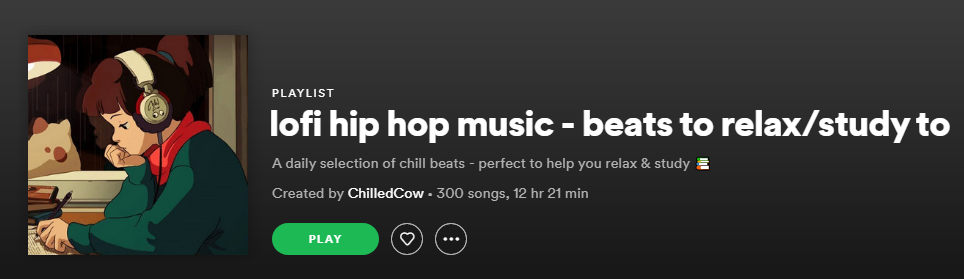 PLAYLIST
lofi hip hop music - beats to relax/study to
A daily selection of chill beats - perfect to help you relax & study 📚
Created by ChilledCow • 300 songs, 12 hr 21 min
PLAY